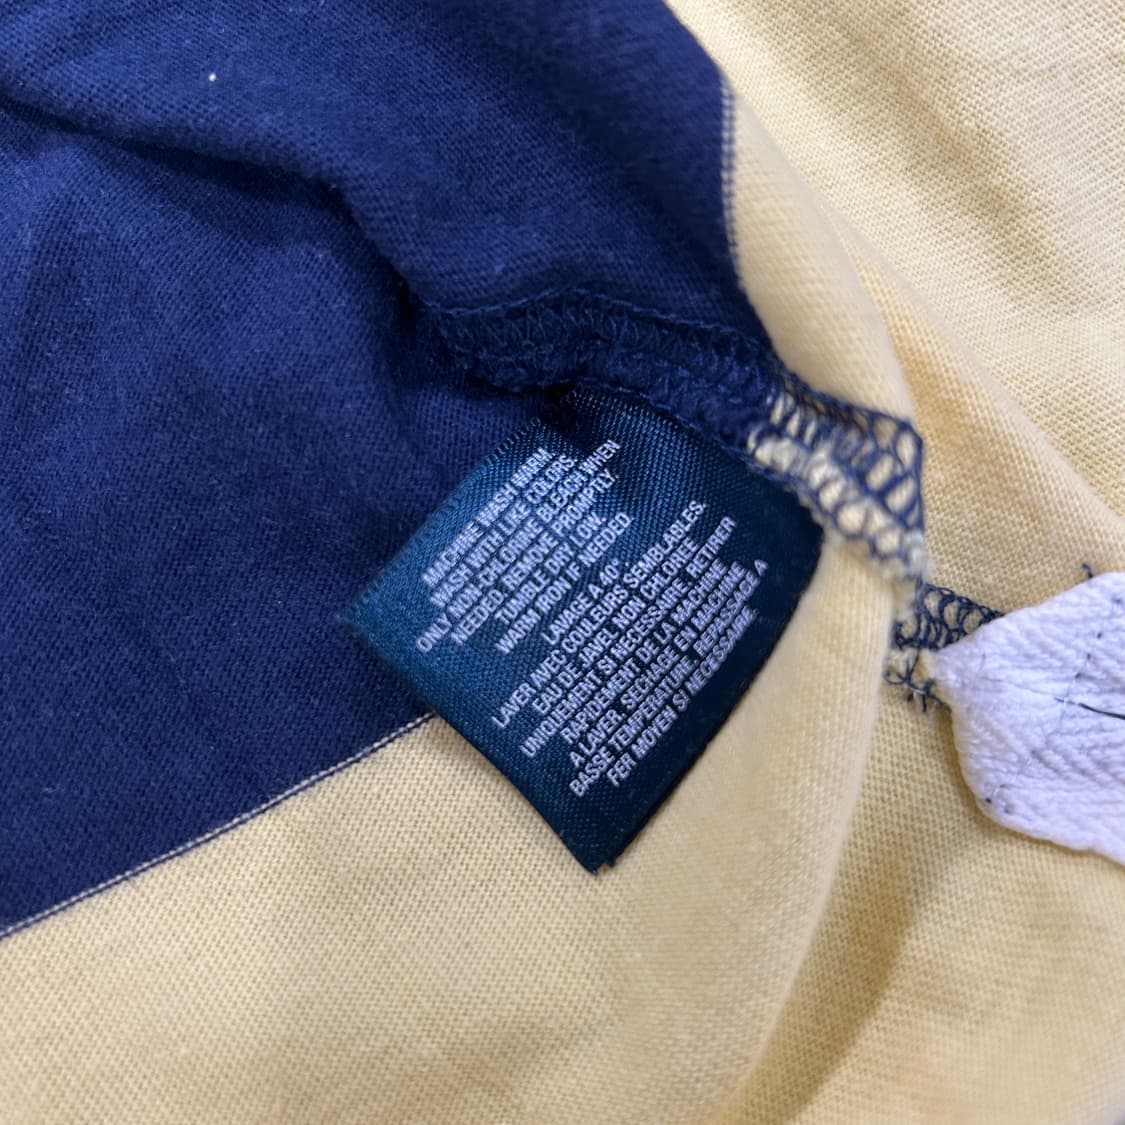 MACHINE WASH WARM
WASH WITH LIKE COLORS.
ONLY NON-CHLORINE BLEACH WHEN
NEEDED. REMOVE PROMPTLY
TUMBLE DRY LOW.
WARM IRON IF NEEDED.
LAVAGE A 40°
LAVER AVEC COULEURS SEMBLABLES
EAU DE JAVEL NON CHLOREE
UNIQUEMENT SI NECESSAIRE. RETIRER
RAPIDEMENT DE LA MACHINE
A LAVER. SECHAGE EN MACHINE
BASSE TEMPERATURE. REPASSAGE A
FER MOYEN SI NECESSAIRE